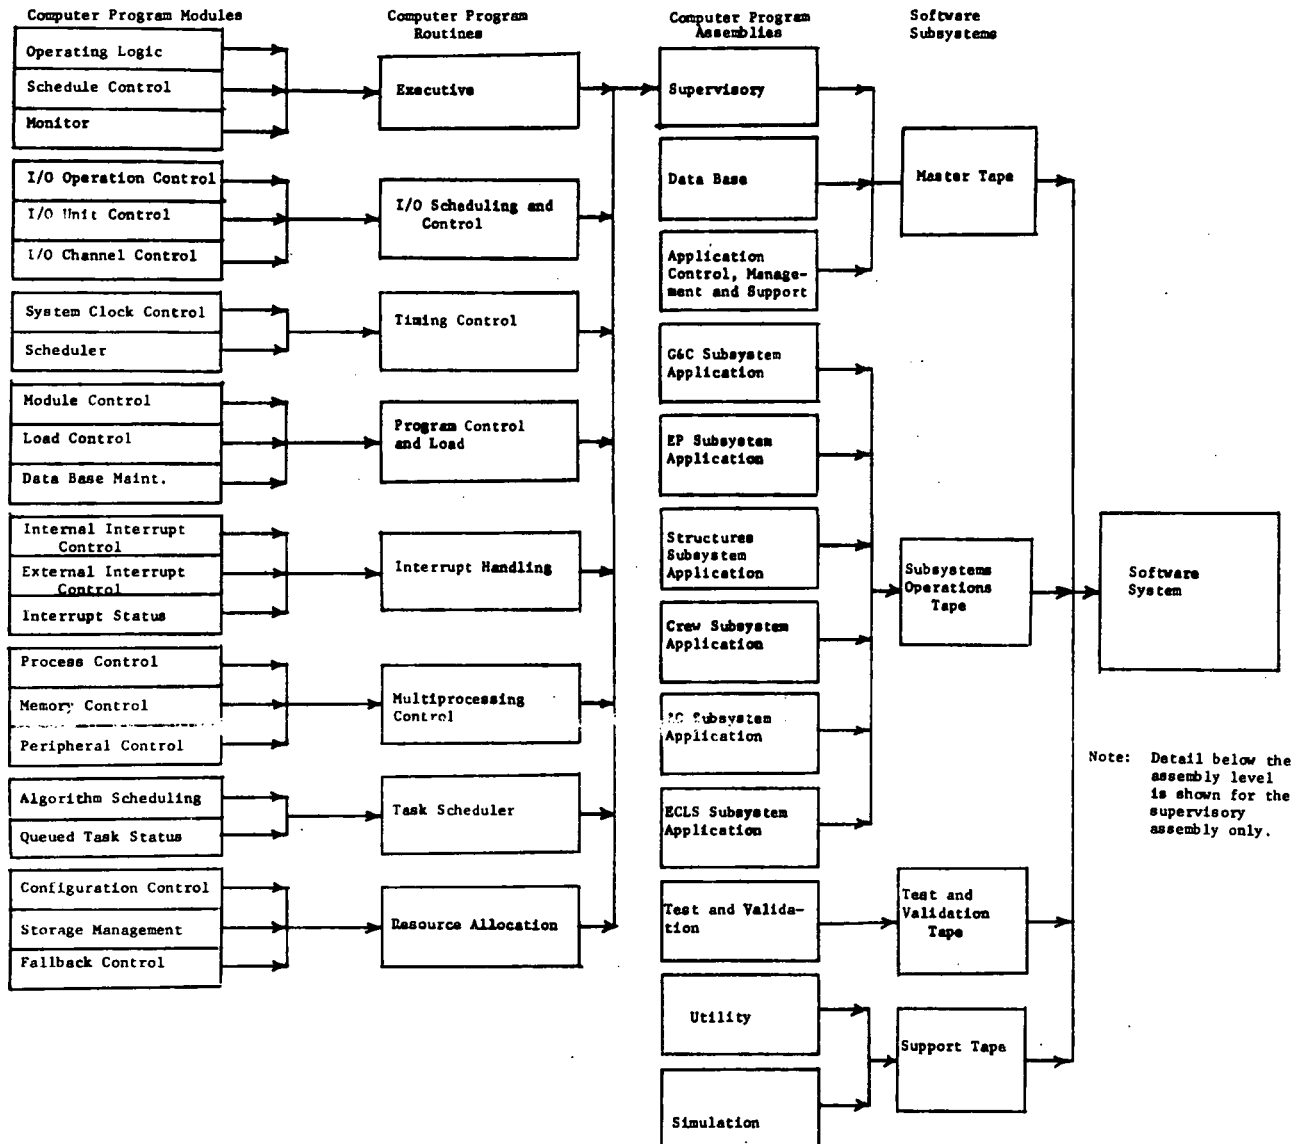 Computer Program Modules
Operating Logic
Schedule Control
Monitor
I/O Operation Control
I/O Unit Control
I/O Channel Control
System Clock Control
Scheduler
Module Control
Load Control
Data Base Maint.
Internal Interrupt
Control
External Interrupt
Control
Interrupt Status
Process Control
Memory Control
Peripheral Control
Algorithm Scheduling
Queued Task Status
Configuration Control
Storage Management
Fallback Control
Computer Program
Routines
Executive
I/O Scheduling and
Control
Timing Control
Program Control
and Load
Interrupt Handling
Multiprocessing
Control
Task Scheduler
Resource Allocation
Computer Program
Assemblies
Supervisory
Data Base
Application
Control, Manage-
ment and Support
G&C Subsystem
Application
EP Subsystem
Application
Structures
Subsystem
Application
Crew Subsystem
Application
Subsystem
Application
ECLS Subsystem
Application
Test and Valida-
tion
Utility
Simulation
Software
Subsystems
Master Tape
Subsystems
Operations
Tape
Test and
Validation
Tape
Support Tape
Software
System
Note: Detail below the
assembly level
is shown for the
supervisory
assembly only.